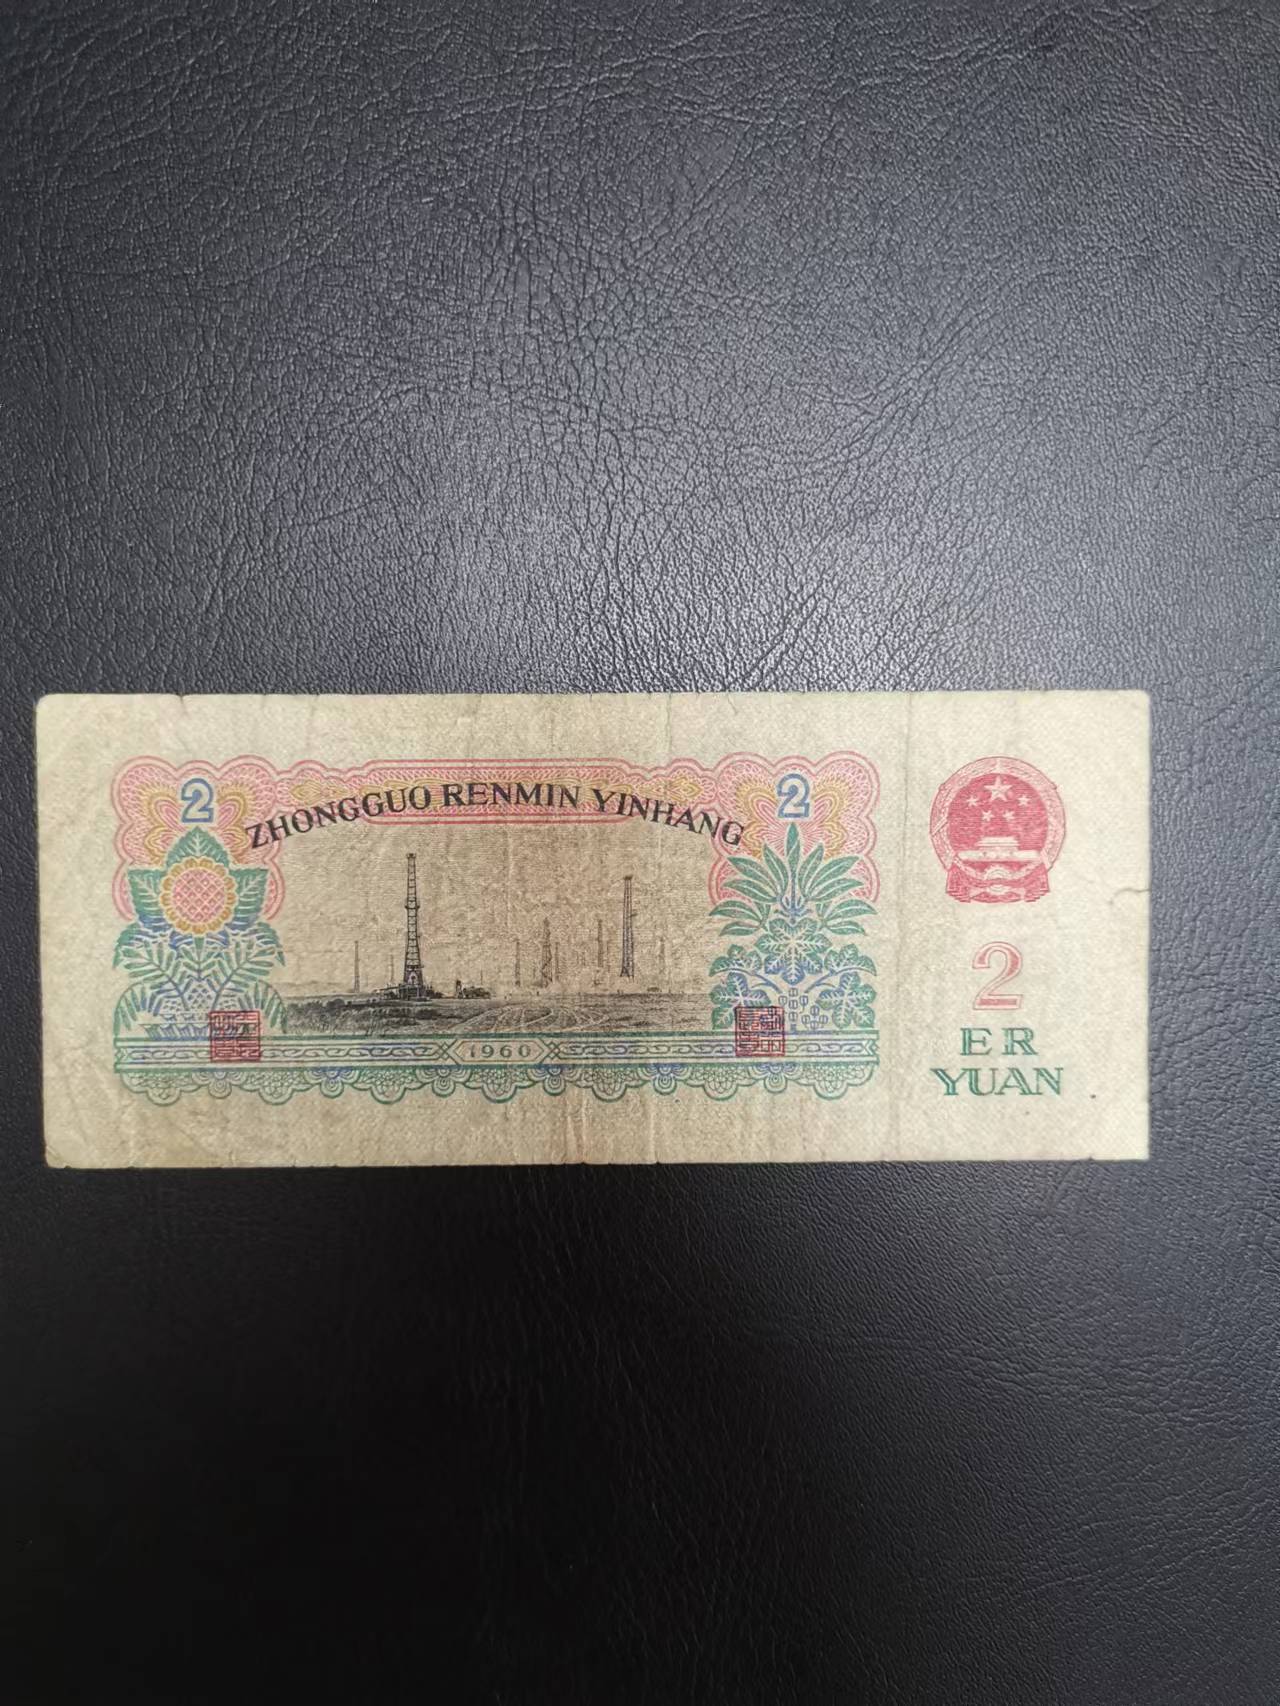 2
2
ZHONGGUO RENMIN YINHANG
1960
2
ER
YUAN